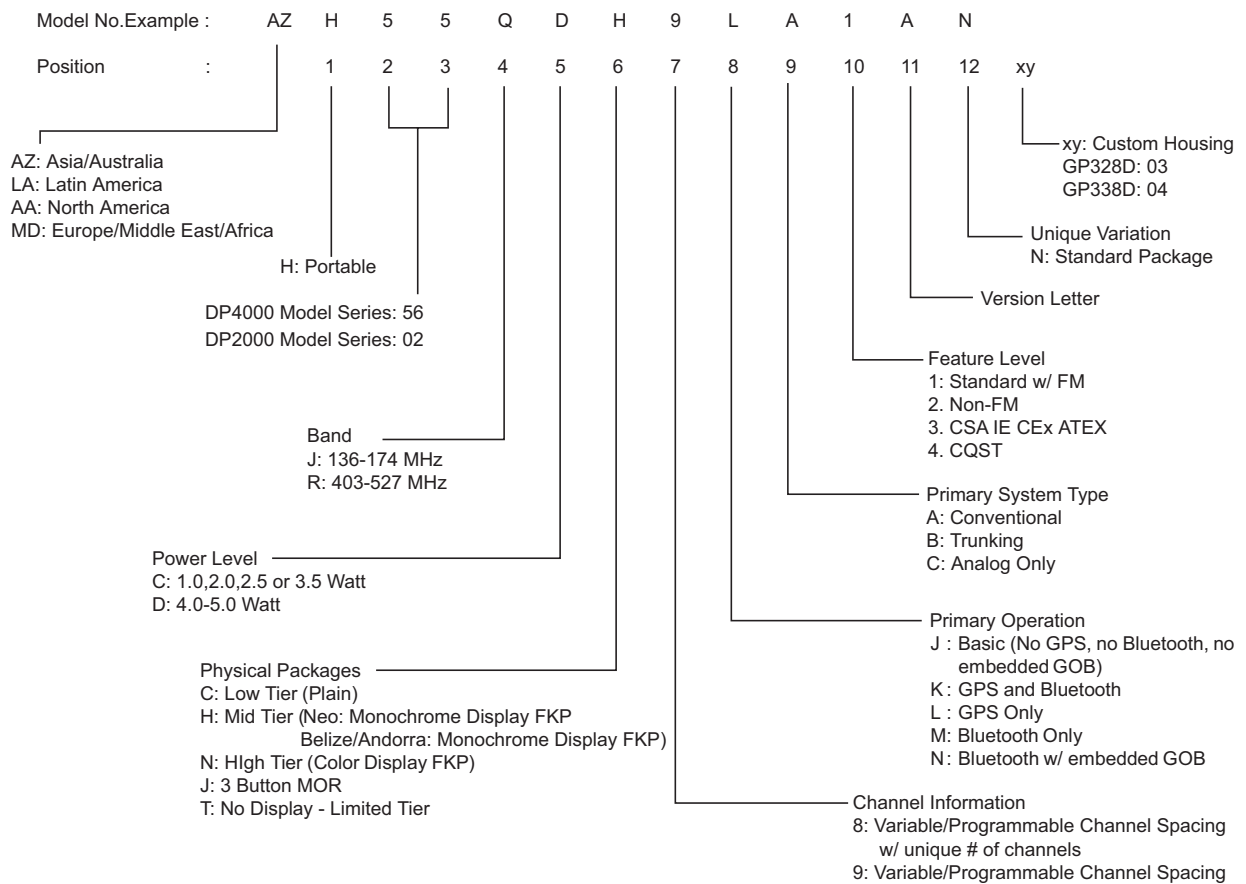 Model No.Example : AZ H 5 5 Q D H 9 L A 1 A N
Position : 1 2 3 4 5 6 7 8 9 10 11 12 xy
AZ: Asia/Australia
LA: Latin America
AA: North America
MD: Europe/Middle East/Africa
H: Portable
DP4000 Model Series: 56
DP2000 Model Series: 02
Band
J: 136-174 MHz
R: 403-527 MHz
Power Level
C: 1.0,2.0,2.5 or 3.5 Watt
D: 4.0-5.0 Watt
Physical Packages
C: Low Tier (Plain)
H: Mid Tier (Neo: Monochrome Display FKP
Belize/Andorra: Monochrome Display FKP)
N: HIgh Tier (Color Display FKP)
J: 3 Button MOR
T: No Display - Limited Tier
xy: Custom Housing
GP328D: 03
GP338D: 04
Unique Variation
N: Standard Package
Version Letter
Feature Level
1: Standard w/ FM
2. Non-FM
3. CSA IE CEx ATEX
4. CQST
Primary System Type
A: Conventional
B: Trunking
C: Analog Only
Primary Operation
J : Basic (No GPS, no Bluetooth, no
embedded GOB)
K : GPS and Bluetooth
L : GPS Only
M: Bluetooth Only
N : Bluetooth w/ embedded GOB
Channel Information
8: Variable/Programmable Channel Spacing
w/ unique # of channels
9: Variable/Programmable Channel Spacing